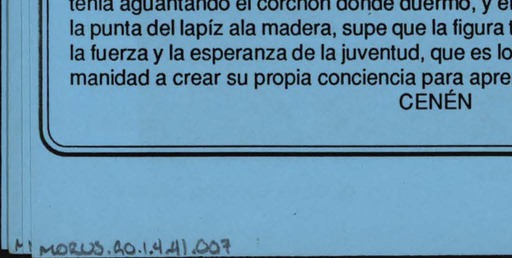 tenía aguantando el corchón donde duermo, y el
la punta del lapíz ala madera, supe que la figura
la fuerza y la esperanza de la juventud, que es lo
manidad a crear su propia conciencia para apre
CENÉN
MORUS.20.1.4.41.007